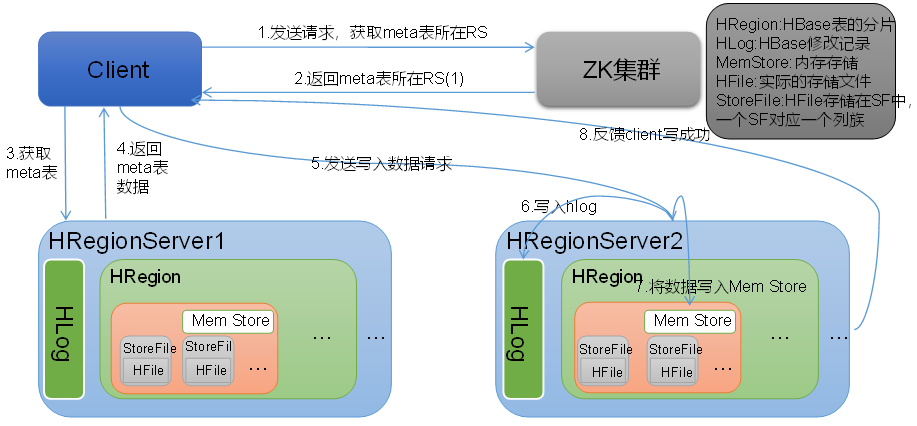 1.发送请求，获取meta表所在RS
Client
ZK集群
2.返回meta表所在RS(1)
HRegion:HBase表的分片
HLog:HBase修改记录
MemStore:内存存储
HFile:实际的存储文件
StoreFile:HFile存储在SF中，
一个SF对应一个列族
8.反馈client写成功
3.获取
meta表
4.返回
meta表
数据
5.发送写入数据请求
6.写入hlog
HRegionServer1
HLog
HRegion
Mem Store
StoreFile
HFile
StoreFil
HFile
...
...
...
HRegionServer2
HLog
HRegion
7.将数据写入Mem Store
Mem Store
StoreFile
HFile
StoreFile
HFile
...
...
...